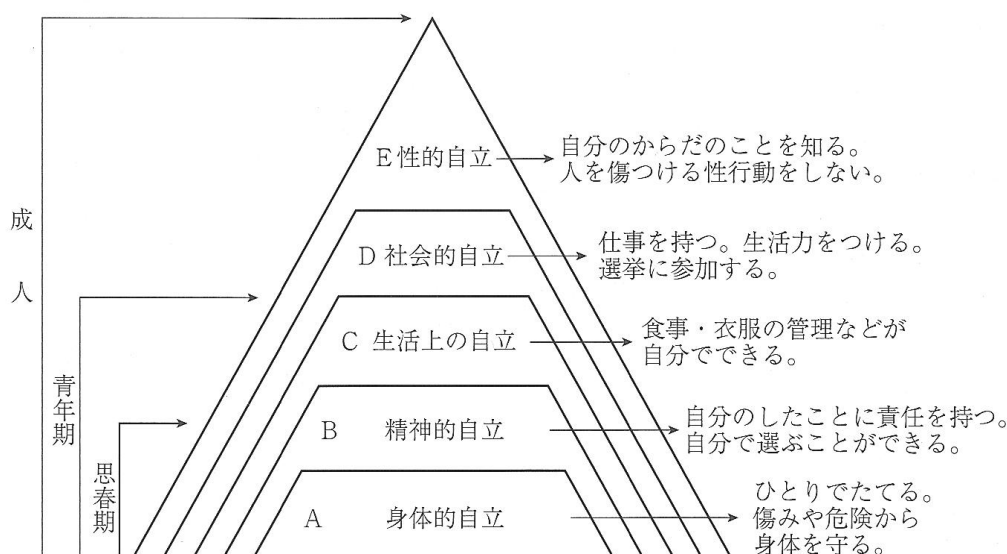 E性的自立
自分のからだのことを知る。
人を傷つける性行動をしない。
D 社会的自立
仕事を持つ。生活力をつける。
選挙に参加する。
C 生活上の自立
食事・衣服の管理などが
自分でできる。
B 精神的自立
自分のしたことに責任を持つ。
自分で選ぶことができる。
A 身体的自立
ひとりでたてる。
傷みや危険から
身体を守る。
成人
青年期
思春期